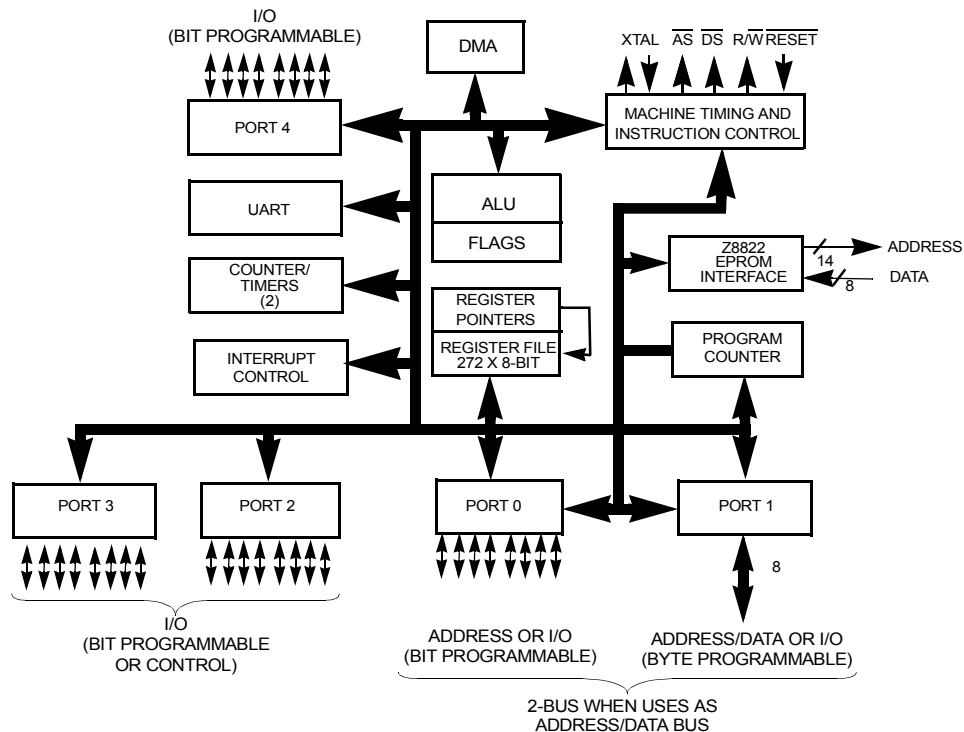 I/O
(BIT PROGRAMMABLE)
DMA
XTAL AS DS R/W RESET
PORT 4
MACHINE TIMING AND
INSTRUCTION CONTROL
UART
ALU
FLAGS
Z8822
EPROM
INTERFACE
14
ADDRESS
8
DATA
COUNTER/
TIMERS
(2)
REGISTER
POINTERS
REGISTER FILE
272 X 8-BIT
PROGRAM
COUNTER
INTERRUPT
CONTROL
PORT 3
PORT 2
PORT 0
PORT 1
8
I/O
(BIT PROGRAMMABLE
OR CONTROL)
ADDRESS OR I/O
(BIT PROGRAMMABLE)
ADDRESS/DATA OR I/O
(BYTE PROGRAMMABLE)
2-BUS WHEN USES AS
ADDRESS/DATA BUS